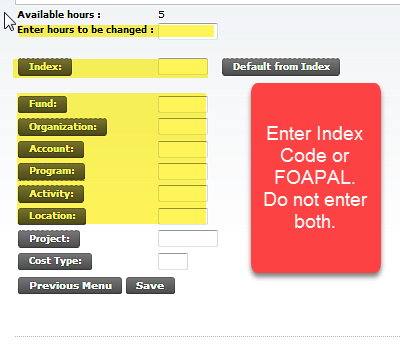 Available hours : 5
Enter hours to be changed :
Index: Default from Index
Fund:
Organization:
Account:
Program:
Activity:
Location:
Project:
Cost Type:
Previous Menu Save
Enter Index
Code or
FOAPAL.
Do not enter
both.